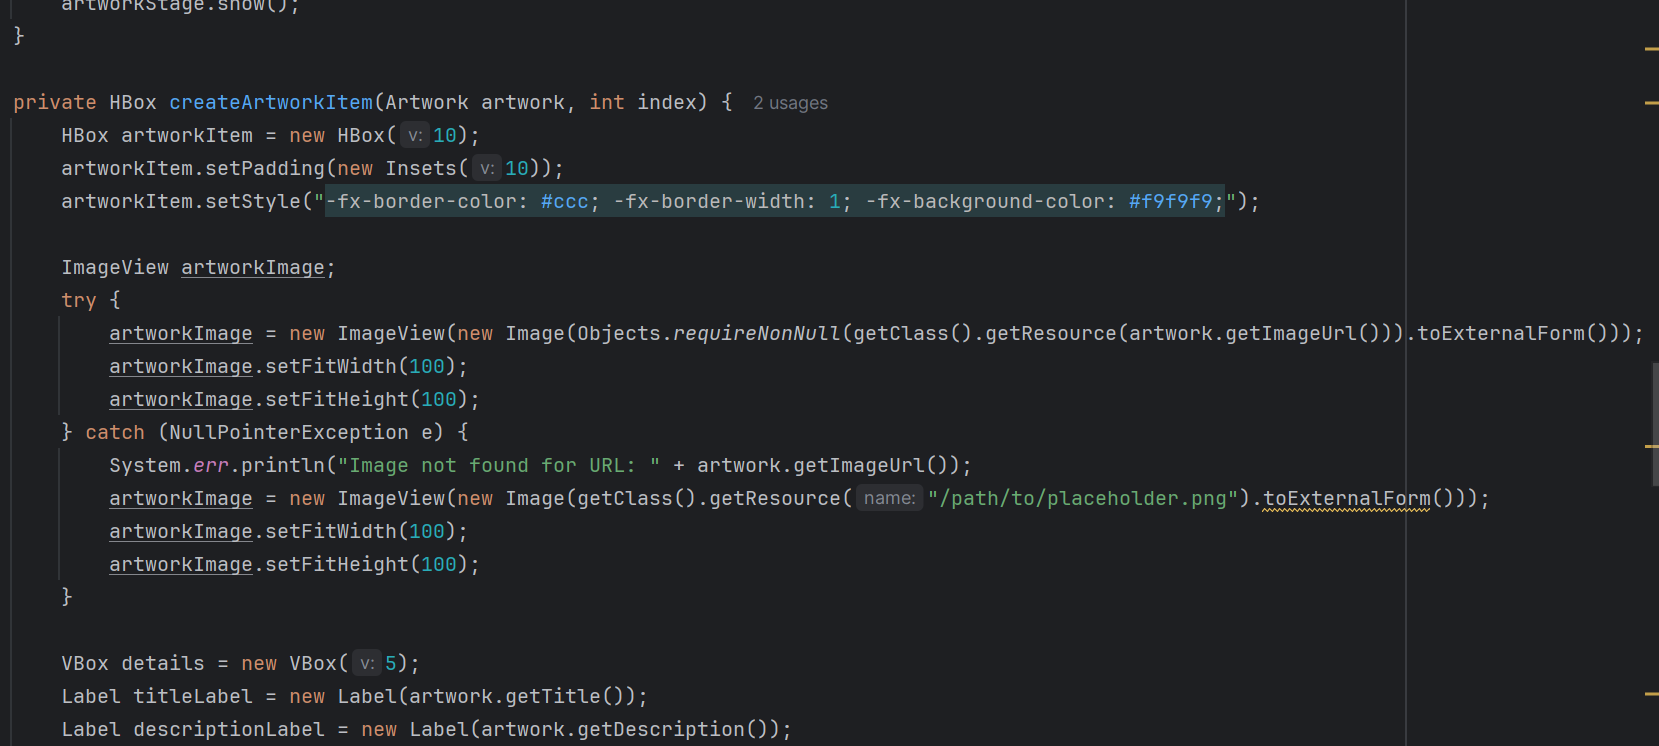 artworkStage.show();
}
private HBox createArtworkItem(Artwork artwork, int index) { 2 usages
HBox artworkItem = new HBox( v: 10);
artworkItem.setPadding(new Insets( v: 10));
artworkItem.setStyle("-fx-border-color: #ccc; -fx-border-width: 1; -fx-background-color: #f9f9f9;");
ImageView artworkImage;
try {
artworkImage = new ImageView(new Image(Objects.requireNonNull(getClass().getResource(artwork.getImageUrl())).toExternalForm()));
artworkImage.setFitWidth(100);
artworkImage.setFitHeight(100);
} catch (NullPointerException e) {
System.err.println("Image not found for URL: " + artwork.getImageUrl());
artworkImage = new ImageView(new Image(getClass().getResource( name: "/path/to/placeholder.png").toExternalForm()));
artworkImage.setFitWidth(100);
artworkImage.setFitHeight(100);
}
VBox details = new VBox( v: 5);
Label titleLabel = new Label(artwork.getTitle());
Label descriptionLabel = new Label(artwork.getDescription());